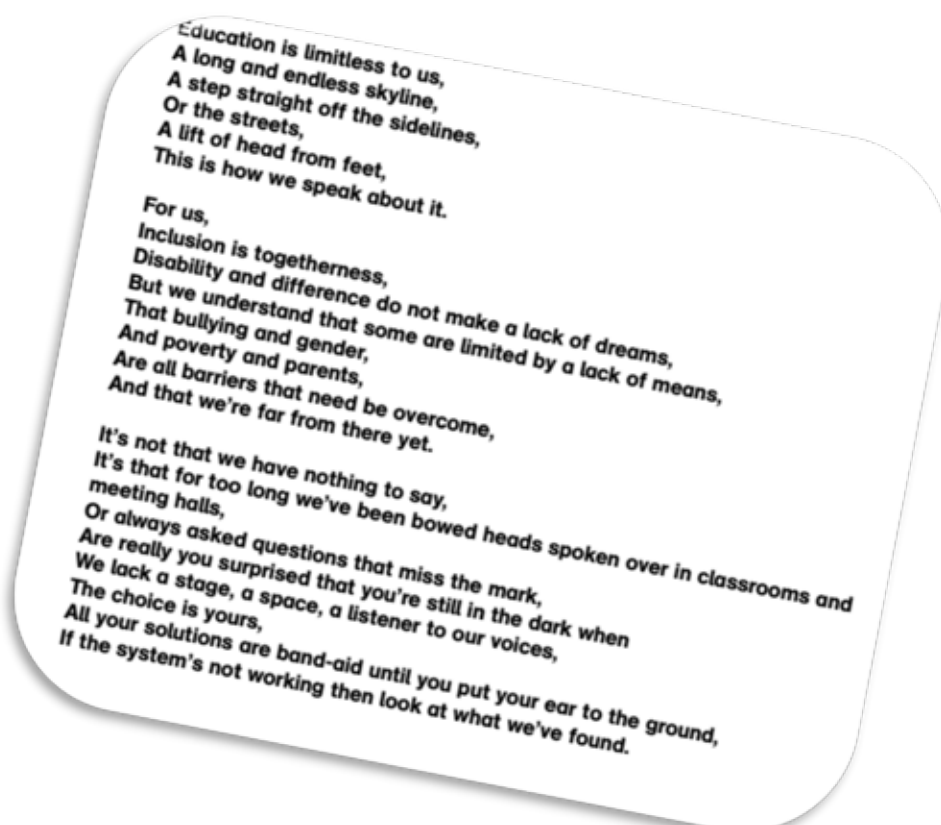 Education is limitless to us,
A long and endless skyline,
A step straight off the sidelines,
Or the streets,
A lift of head from feet,
This is how we speak about it.
For us,
Inclusion is togetherness,
Disability and difference do not make a lack of dreams,
But we understand that some are limited by a lack of means,
That bullying and gender,
And poverty and parents,
Are all barriers that need be overcome,
And that we're far from there yet.
It's not that we have nothing to say,
It's that for too long we've been bowed heads spoken over in classrooms and
meeting halls,
Or always asked questions that miss the mark,
Are really you surprised that you're still in the dark when
We lack a stage, a space, a listener to our voices,
The choice is yours,
All your solutions are band-aid until you put your ear to the ground,
If the system's not working then look at what we've found.